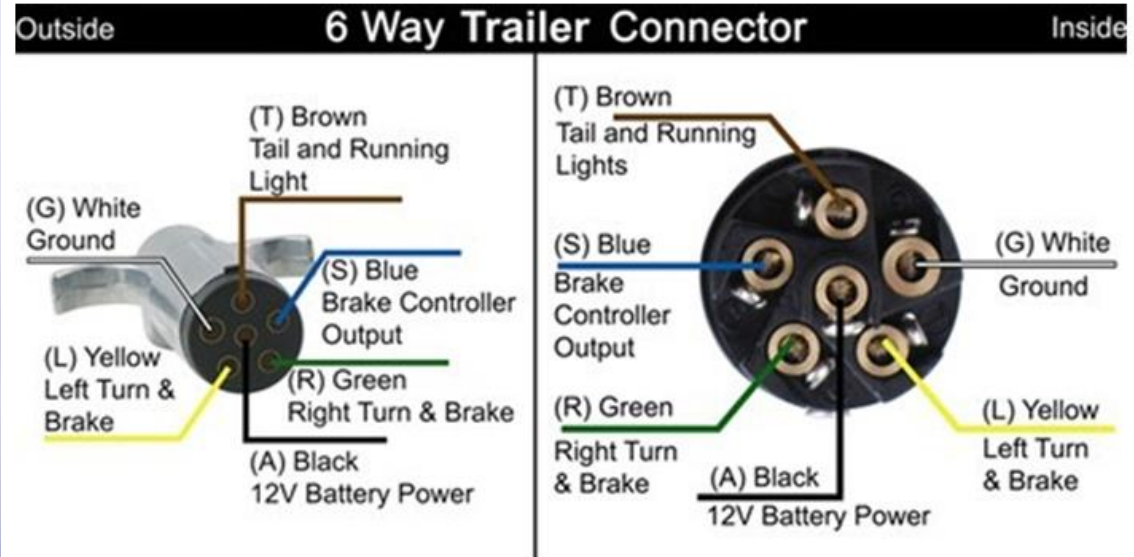 Outside
6 Way Trailer Connector
Inside
(T) Brown
Tail and Running
Light
(G) White
Ground
(S) Blue
Brake Controller
Output
(L) Yellow
Left Turn &
Brake
(R) Green
Right Turn & Brake
(A) Black
12V Battery Power
(T) Brown
Tail and Running
Lights
(S) Blue
Brake
Controller
Output
(G) White
Ground
(R) Green
Right Turn
& Brake
(L) Yellow
Left Turn
& Brake
(A) Black
12V Battery Power